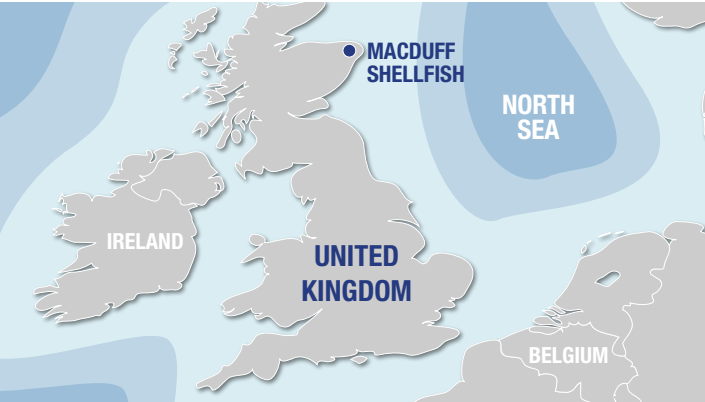 MACDUFF
SHELLFISH
NORTH
SEA
IRELAND
UNITED
KINGDOM
BELGIUM